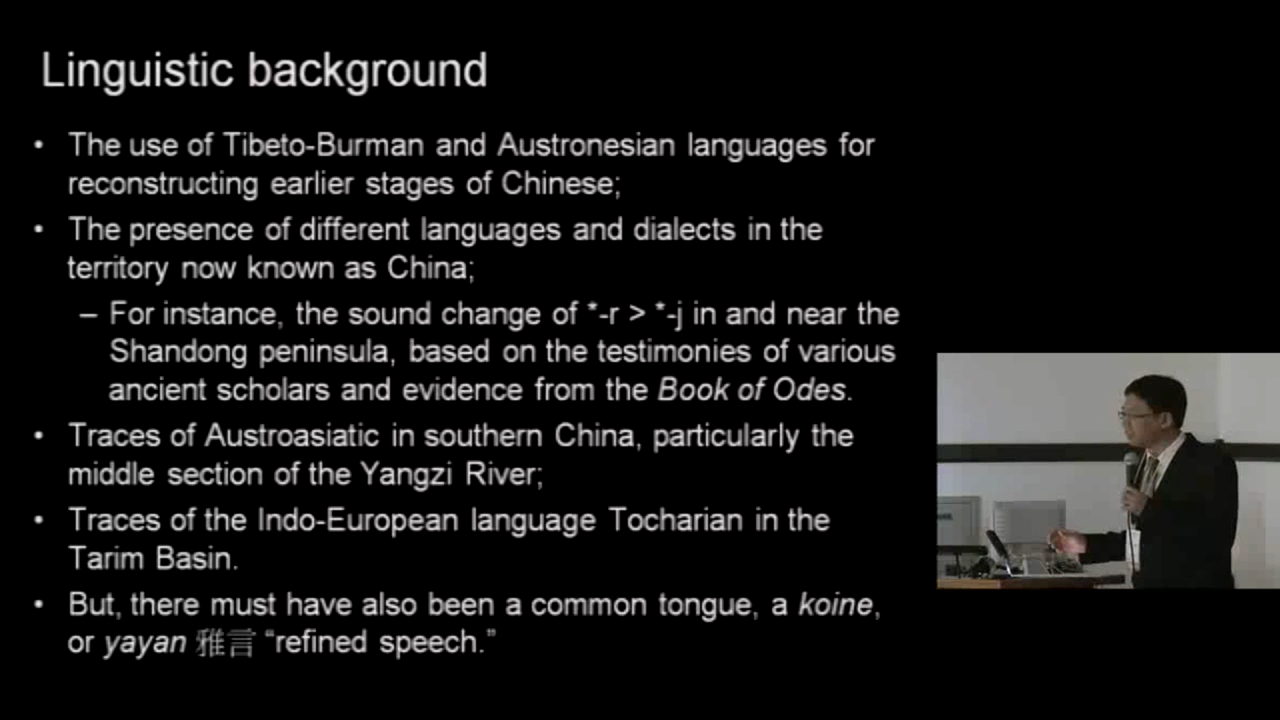 Linguistic background
• The use of Tibeto-Burman and Austronesian languages for
reconstructing earlier stages of Chinese;
• The presence of different languages and dialects in the
territory now known as China;
– For instance, the sound change of *-r > *-j in and near the
Shandong peninsula, based on the testimonies of various
ancient scholars and evidence from the Book of Odes.
• Traces of Austroasiatic in southern China, particularly the
middle section of the Yangzi River;
• Traces of the Indo-European language Tocharian in the
Tarim Basin.
• But, there must have also been a common tongue, a koine,
or yayan 雅言 “refined speech.”